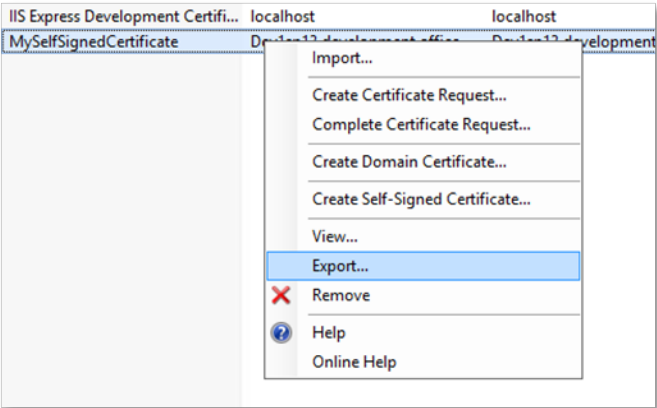 IIS Express Development Certifi... localhost localhost
MySelfSignedCertificate
Import...
Create Certificate Request...
Complete Certificate Request...
Create Domain Certificate...
Create Self-Signed Certificate...
View...
Export...
Remove
Help
Online Help